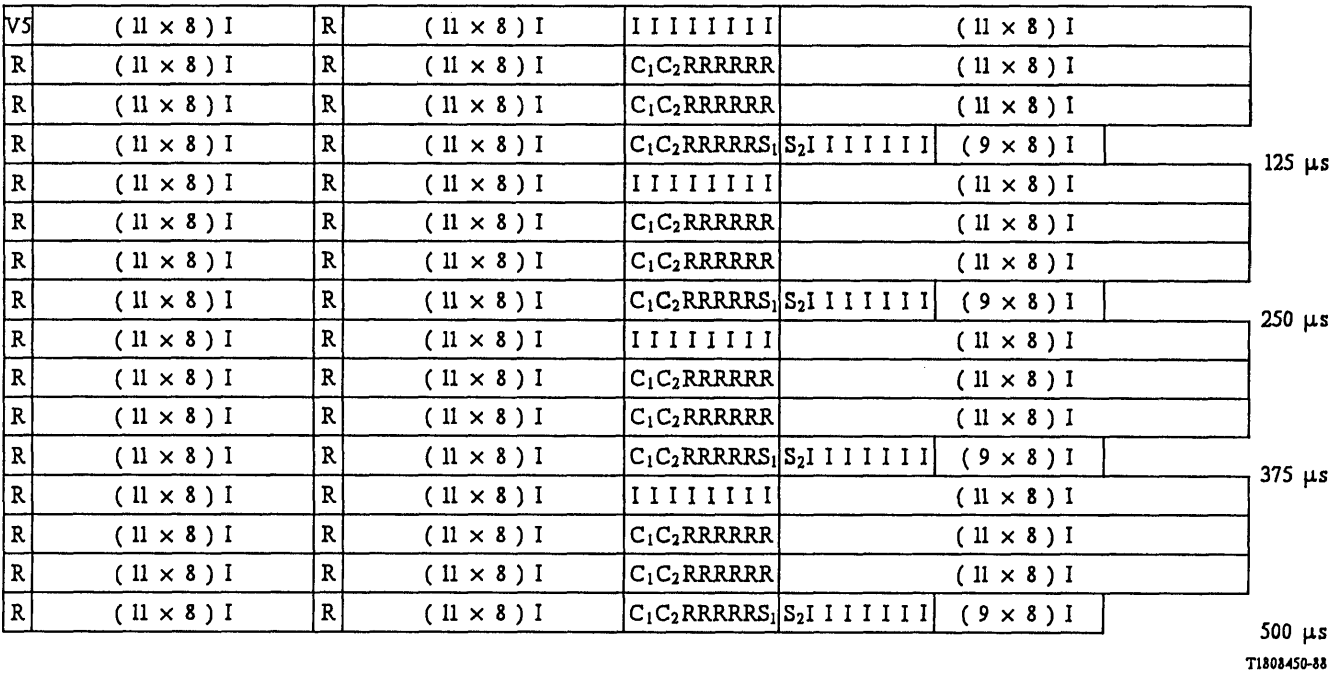 V5 ( 11 × 8 ) I R ( 11 × 8 ) I I I I I I I I I ( 11 × 8 ) I
R ( 11 × 8 ) I R ( 11 × 8 ) I C₁C₂RRRRRR ( 11 × 8 ) I
R ( 11 × 8 ) I R ( 11 × 8 ) I C₁C₂RRRRRR ( 11 × 8 ) I
R ( 11 × 8 ) I R ( 11 × 8 ) I C₁C₂RRRRRS₁ S₂I I I I I I I ( 9 × 8 ) I
125 μs
R ( 11 × 8 ) I R ( 11 × 8 ) I I I I I I I I I ( 11 × 8 ) I
R ( 11 × 8 ) I R ( 11 × 8 ) I C₁C₂RRRRRR ( 11 × 8 ) I
R ( 11 × 8 ) I R ( 11 × 8 ) I C₁C₂RRRRRR ( 11 × 8 ) I
R ( 11 × 8 ) I R ( 11 × 8 ) I C₁C₂RRRRRS₁ S₂I I I I I I I ( 9 × 8 ) I
250 μs
R ( 11 × 8 ) I R ( 11 × 8 ) I I I I I I I I I ( 11 × 8 ) I
R ( 11 × 8 ) I R ( 11 × 8 ) I C₁C₂RRRRRR ( 11 × 8 ) I
R ( 11 × 8 ) I R ( 11 × 8 ) I C₁C₂RRRRRR ( 11 × 8 ) I
R ( 11 × 8 ) I R ( 11 × 8 ) I C₁C₂RRRRRS₁ S₂I I I I I I I ( 9 × 8 ) I
375 μs
R ( 11 × 8 ) I R ( 11 × 8 ) I I I I I I I I I ( 11 × 8 ) I
R ( 11 × 8 ) I R ( 11 × 8 ) I C₁C₂RRRRRR ( 11 × 8 ) I
R ( 11 × 8 ) I R ( 11 × 8 ) I C₁C₂RRRRRR ( 11 × 8 ) I
R ( 11 × 8 ) I R ( 11 × 8 ) I C₁C₂RRRRRS₁ S₂I I I I I I I ( 9 × 8 ) I
500 μs
T1808450-88